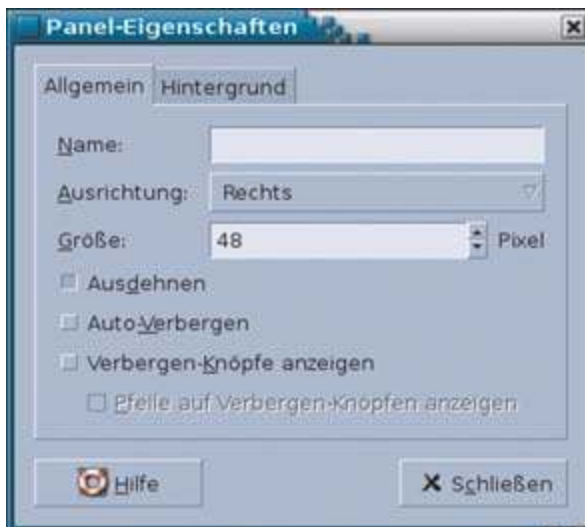 Panel-Eigenschaften
Allgemein Hintergrund
Name:
Ausrichtung: Rechts
Größe: 48 Pixel
Ausdehnen
Auto-Verbergen
Verbergen-Knöpfe anzeigen
Pfeile auf Verbergen-Knöpfen anzeigen
Hilfe Schließen